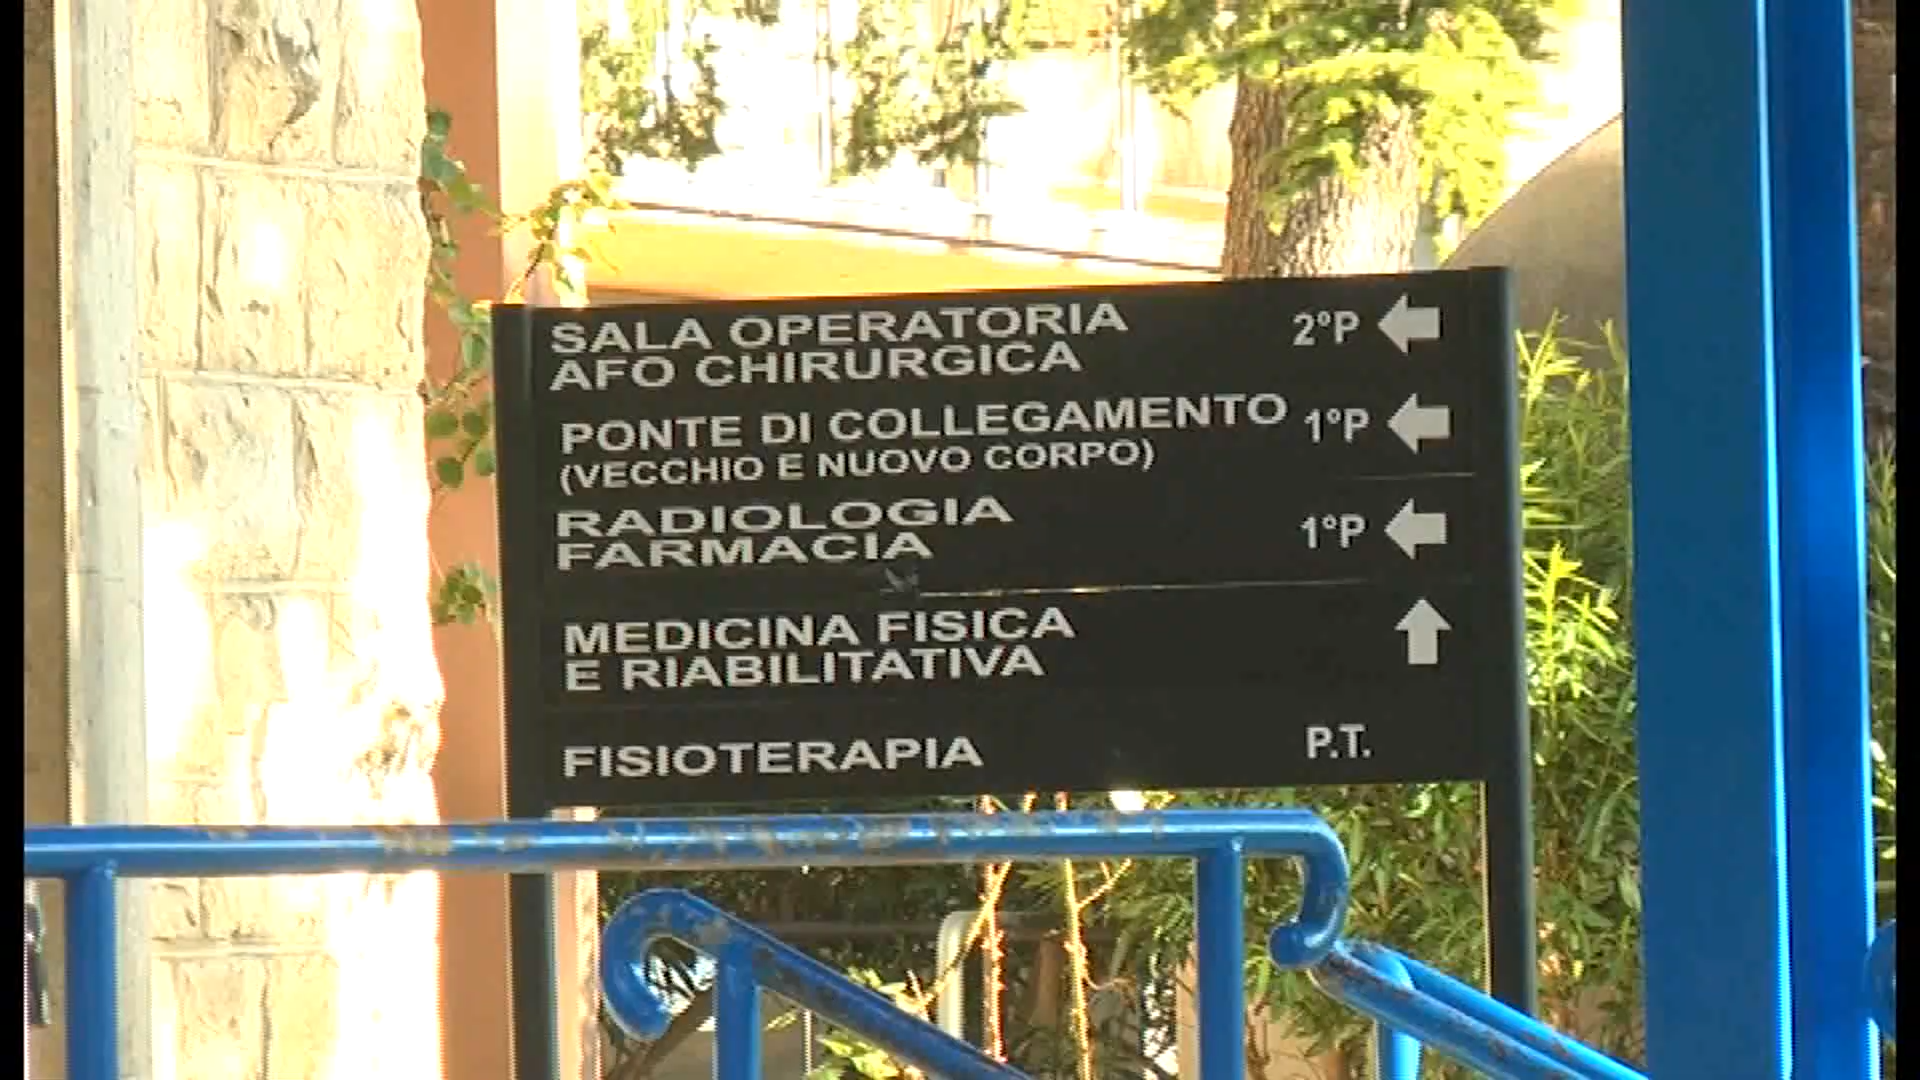 SALA OPERATORIA 2°P
AFO CHIRURGICA
PONTE DI COLLEGAMENTO 1°P
(VECCHIO E NUOVO CORPO)
RADIOLOGIA 1°P
FARMACIA
MEDICINA FISICA
E RIABILITATIVA
FISIOTERAPIA P.T.